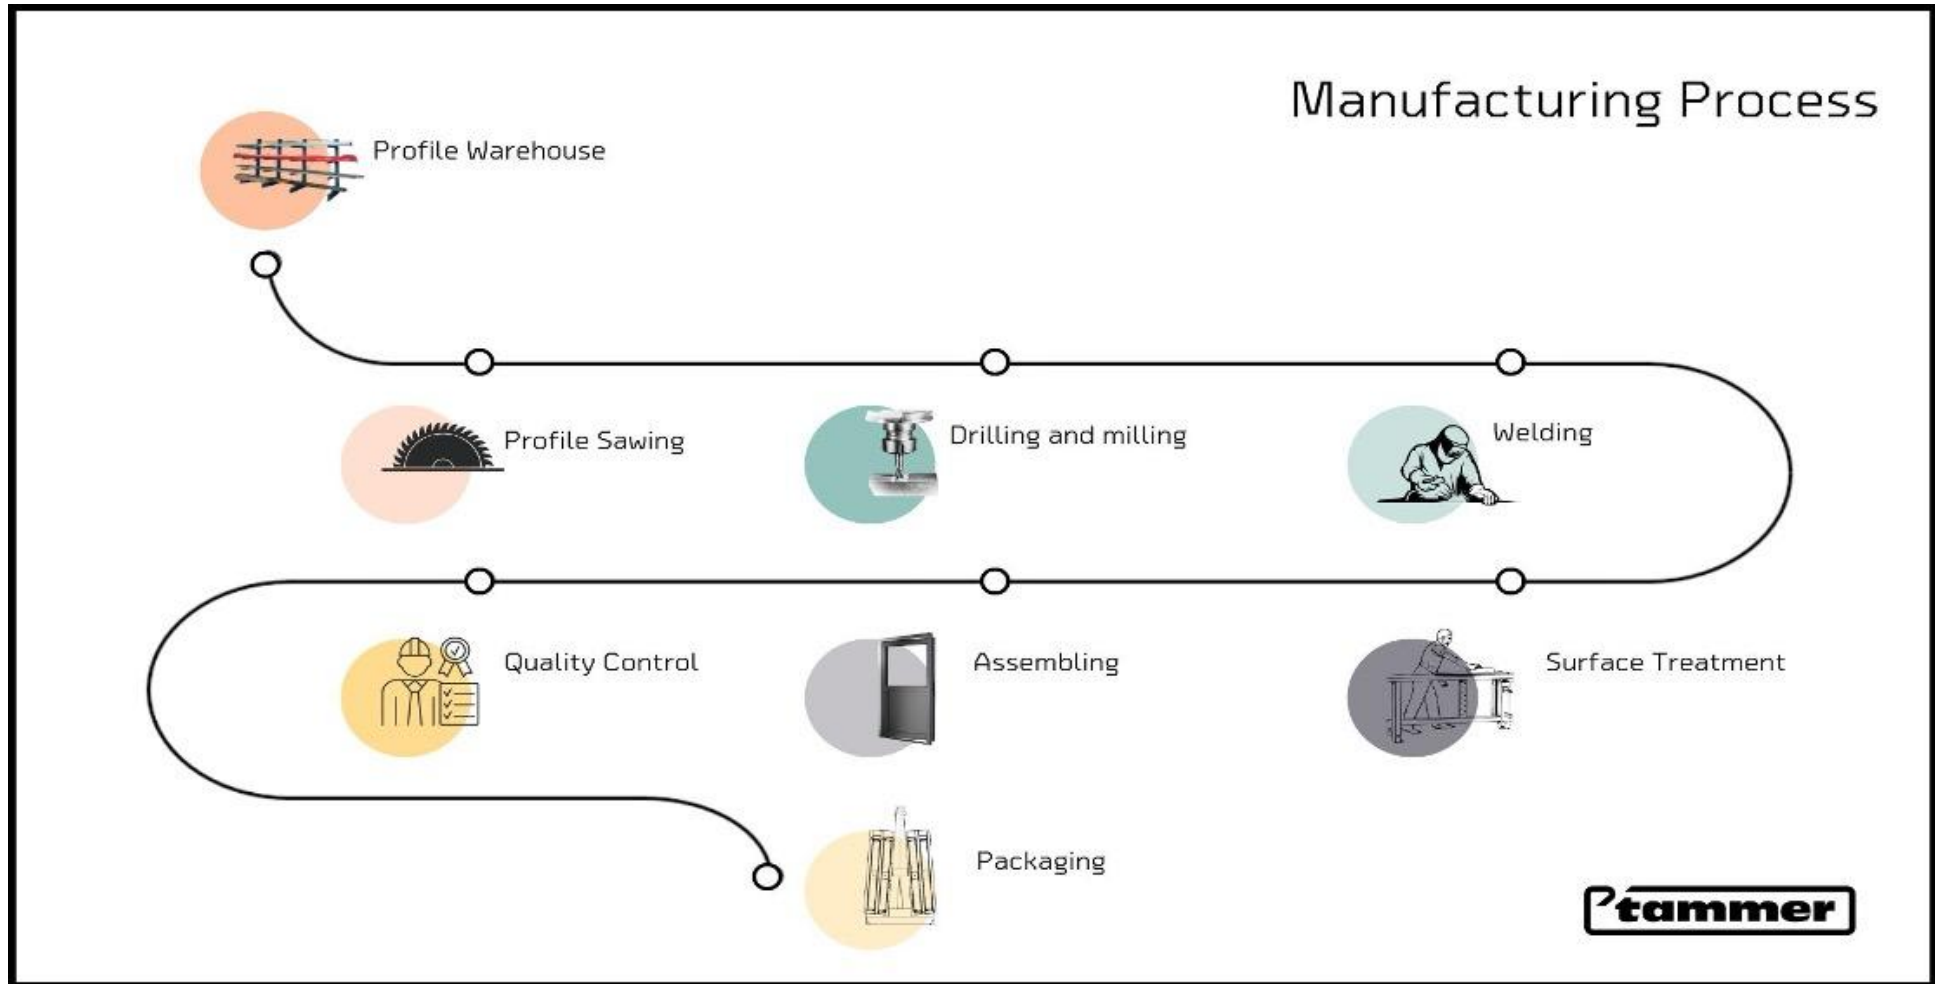 Manufacturing Process
Profile Warehouse
Profile Sawing
Drilling and milling
Welding
Quality Control
Assembling
Surface Treatment
Packaging
tammer